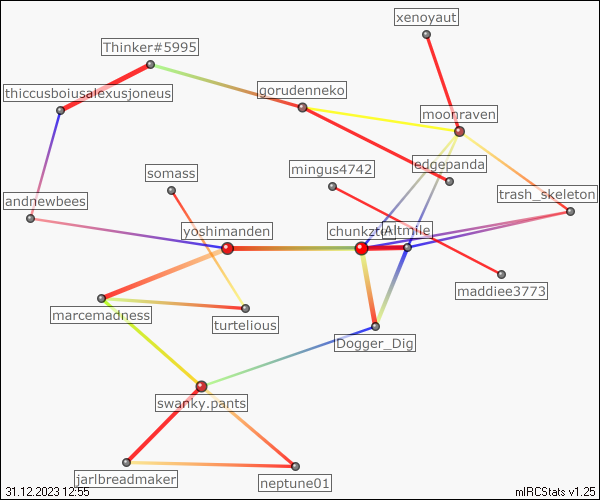 xenoyaut
Thinker#5995
thiccusboiusalexusjoneus
gorudenneko
moonraven
mingus4742
edgepanda
somass
trash_skeleton
andnewbees
yoshimanden
Altmile
maddiee3773
marcemadness
turtelious
Dogger_Dig
swanky.pants
jarlbreadmaker
neptune01
31.12.2023 12:55
mIRCStats v1.25